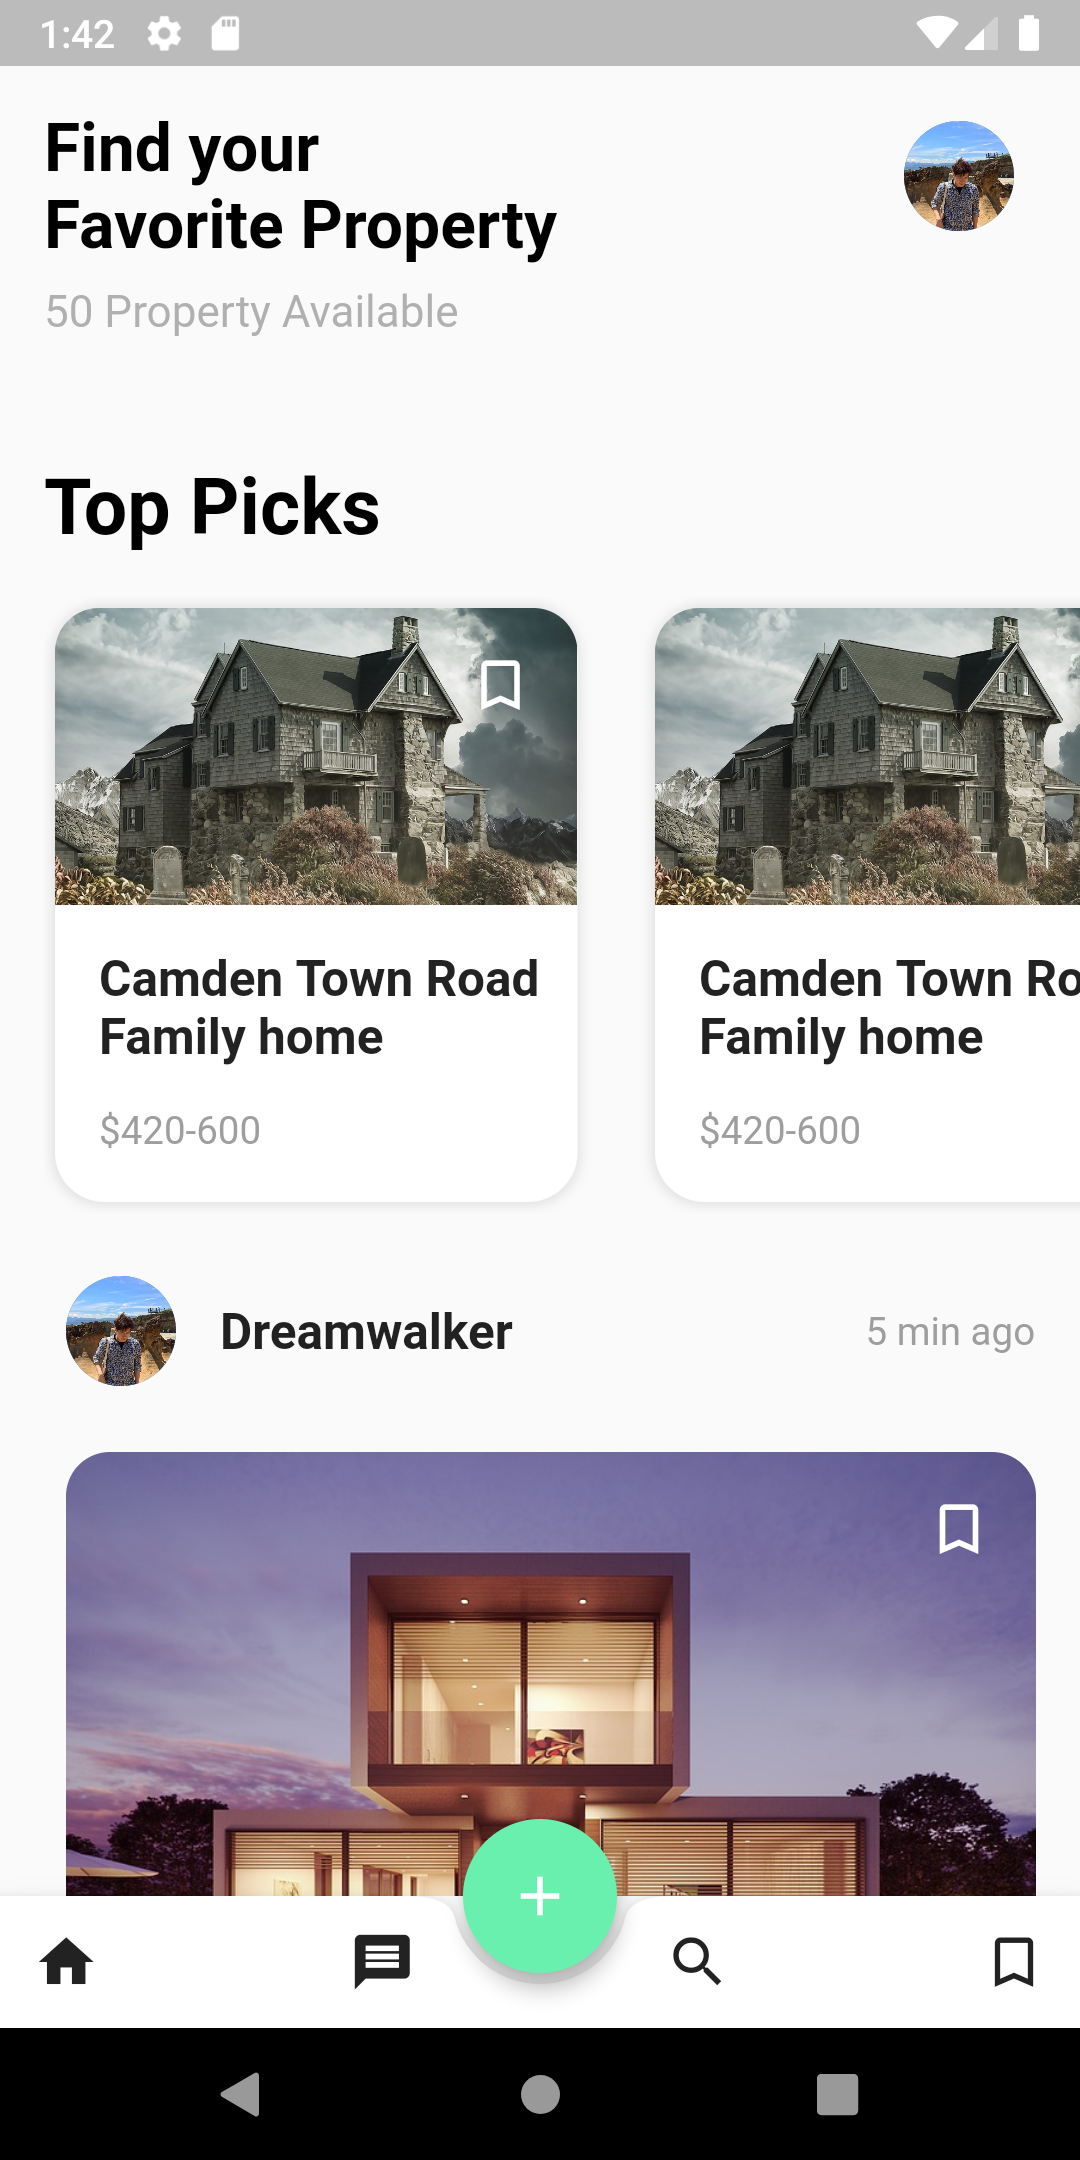 1:42
Find your
Favorite Property
50 Property Available
Top Picks
Camden Town Road
Family home
$420-600
Camden Town Ro
Family home
$420-600
Dreamwalker
5 min ago